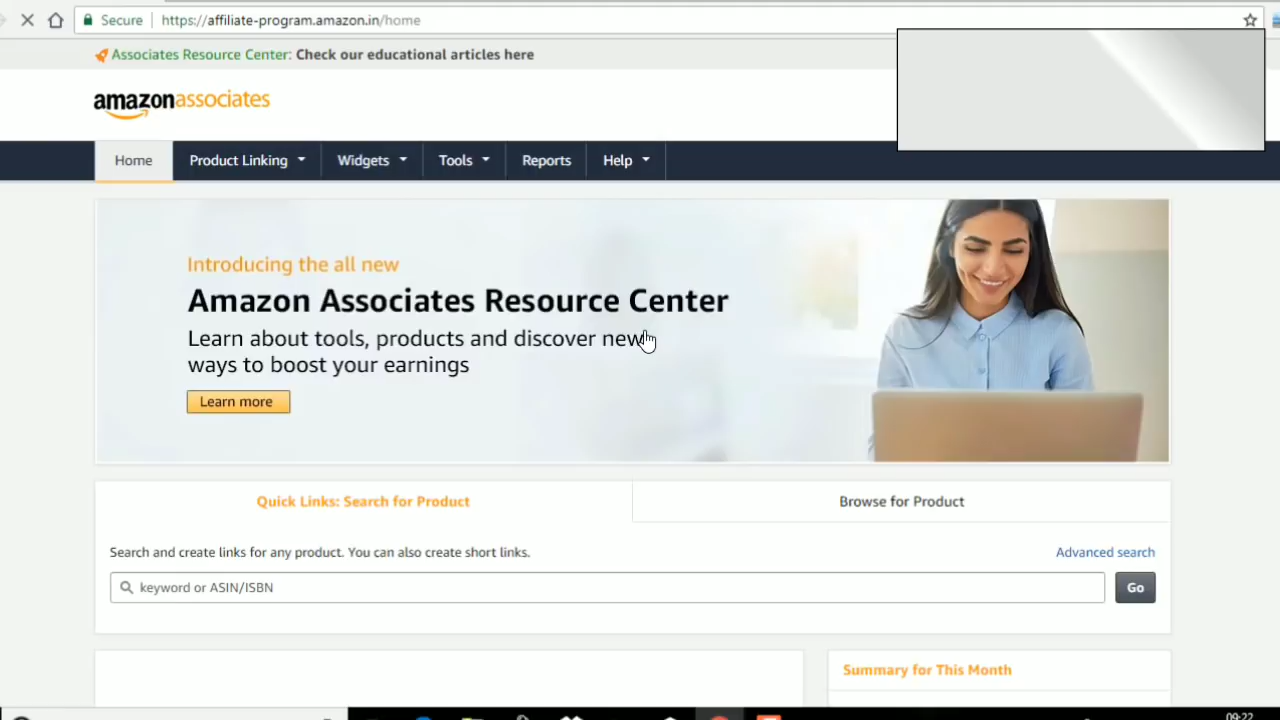 Secure https://affiliate-program.amazon.in/home
Associates Resource Center: Check our educational articles here
amazonassociates
Home Product Linking Widgets Tools Reports Help
Introducing the all new
Amazon Associates Resource Center
Learn about tools, products and discover new
ways to boost your earnings
Learn more
Quick Links: Search for Product Browse for Product
Search and create links for any product. You can also create short links. Advanced search
keyword or ASIN/ISBN Go
Summary for This Month
09:22